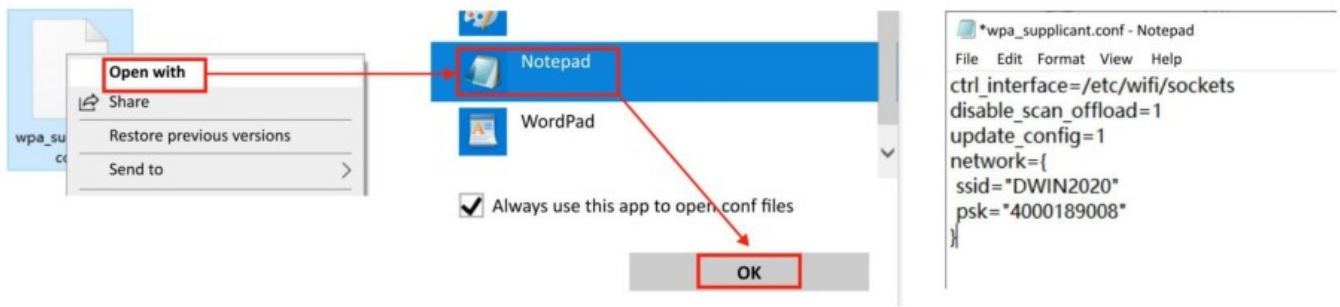 Open with
Share
Restore previous versions
Send to
Notepad
WordPad
Always use this app to open conf files
OK
*wpa_supplicant.conf - Notepad
File Edit Format View Help
ctrl_interface=/etc/wifi/sockets
disable_scan_offload=1
update_config=1
network={
ssid="DWIN2020"
psk="4000189008"
}